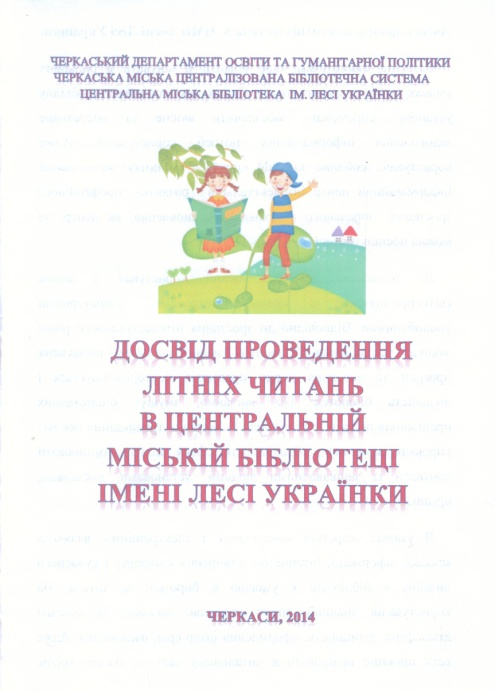 ЧЕРКАСЬКИЙ ДЕПАРТАМЕНТ ОСВІТИ ТА ГУМАНІТАРНОЇ ПОЛІТИКИ
ЧЕРКАСЬКА МІСЬКА ЦЕНТРАЛІЗОВАНА БІБЛІОТЕЧНА СИСТЕМА
ЦЕНТРАЛЬНА МІСЬКА БІБЛІОТЕКА ІМ. ЛЕСІ УКРАЇНКИ
ДОСВІД ПРОВЕДЕННЯ
ЛІТНІХ ЧИТАНЬ
В ЦЕНТРАЛЬНІЙ
МІСЬКІЙ БІБЛІОТЕЦІ
ІМЕНІ ЛЕСІ УКРАЇНКИ
ЧЕРКАСИ, 2014